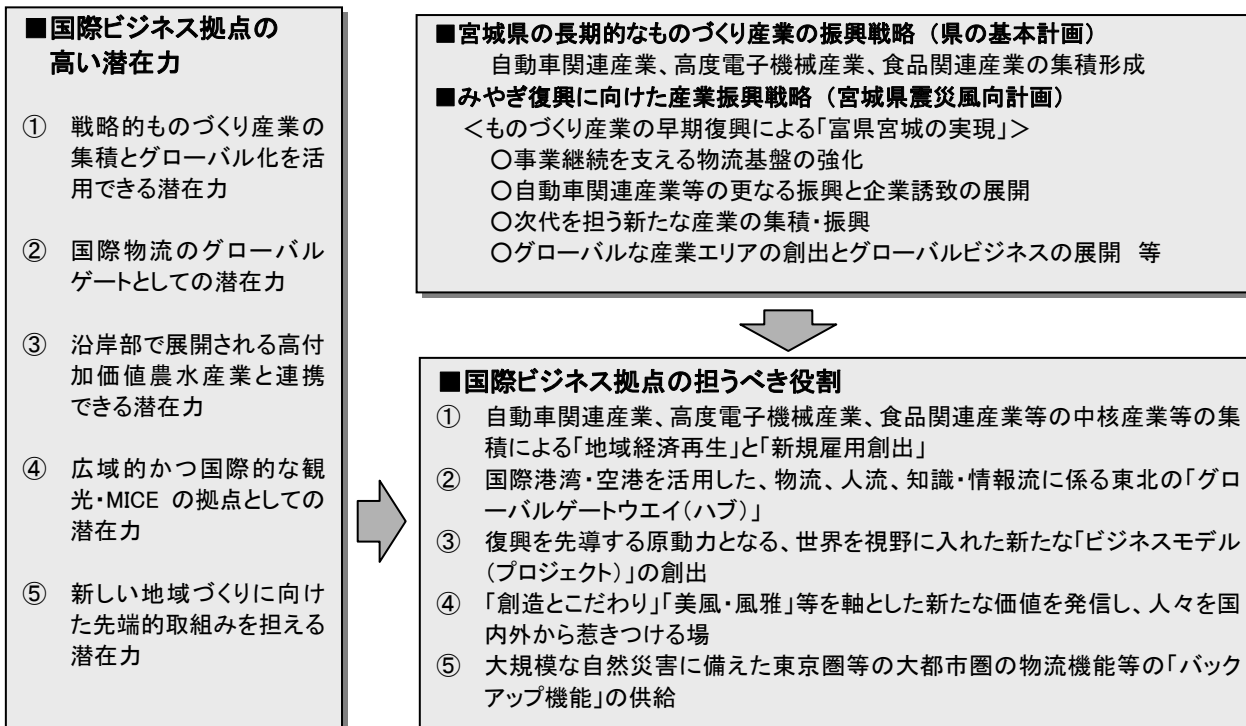 ■国際ビジネス拠点の
高い潜在力
① 戦略的ものづくり産業の
集積とグローバル化を活
用できる潜在力
② 国際物流のグローバル
ゲートとしての潜在力
③ 沿岸部で展開される高付
加価値農水産業と連携
できる潜在力
④ 広域的かつ国際的な観
光・MICE の拠点としての
潜在力
⑤ 新しい地域づくりに向け
た先端的取組みを担える
潜在力
■宮城県の長期的なものづくり産業の振興戦略（県の基本計画）
自動車関連産業、高度電子機械産業、食品関連産業の集積形成
■みやぎ復興に向けた産業振興戦略（宮城県震災風向計画）
＜ものづくり産業の早期復興による「富県宮城の実現」＞
○事業継続を支える物流基盤の強化
○自動車関連産業等の更なる振興と企業誘致の展開
○次代を担う新たな産業の集積・振興
○グローバルな産業エリアの創出とグローバルビジネスの展開 等
■国際ビジネス拠点の担うべき役割
① 自動車関連産業、高度電子機械産業、食品関連産業等の中核産業等の集
積による「地域経済再生」と「新規雇用創出」
② 国際港湾・空港を活用した、物流、人流、知識・情報流に係る東北の「グロ
ーバルゲートウエイ（ハブ）」
③ 復興を先導する原動力となる、世界を視野に入れた新たな「ビジネスモデル
（プロジェクト）」の創出
④ 「創造とこだわり」「美風・風雅」等を軸とした新たな価値を発信し、人々を国
内外から惹きつける場
⑤ 大規模な自然災害に備えた東京圏等の大都市圏の物流機能等の「バック
アップ機能」の供給